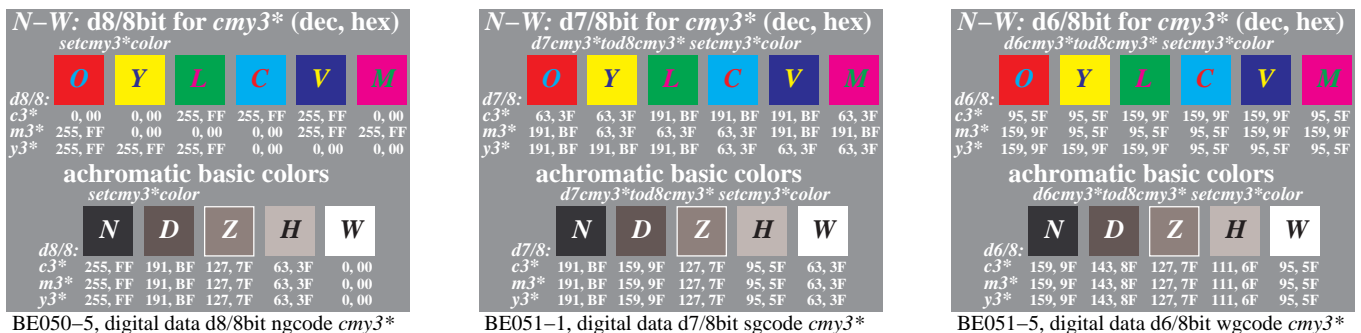 N−W: d8/8bit for cmy3* (dec, hex)
setcmy3*color
O Y L C V M
d8/8:
c3* 0, 00 0, 00 255, FF 255, FF 255, FF 0, 00
m3* 255, FF 0, 00 0, 00 0, 00 255, FF 255, FF
y3* 255, FF 255, FF 255, FF 0, 00 0, 00 0, 00
achromatic basic colors
setcmy3*color
N D Z H W
d8/8:
c3* 255, FF 191, BF 127, 7F 63, 3F 0, 00
m3* 255, FF 191, BF 127, 7F 63, 3F 0, 00
y3* 255, FF 191, BF 127, 7F 63, 3F 0, 00
BE050−5, digital data d8/8bit ngcode cmy3*
N−W: d7/8bit for cmy3* (dec, hex)
d7cmy3*tod8cmy3* setcmy3*color
O Y L C V M
d7/8:
c3* 63, 3F 63, 3F 191, BF 191, BF 191, BF 63, 3F
m3* 191, BF 63, 3F 63, 3F 63, 3F 191, BF 191, BF
y3* 191, BF 191, BF 191, BF 63, 3F 63, 3F 63, 3F
achromatic basic colors
d7cmy3*tod8cmy3* setcmy3*color
N D Z H W
d7/8:
c3* 191, BF 159, 9F 127, 7F 95, 5F 63, 3F
m3* 191, BF 159, 9F 127, 7F 95, 5F 63, 3F
y3* 191, BF 159, 9F 127, 7F 95, 5F 63, 3F
BE051−1, digital data d7/8bit sgcode cmy3*
N−W: d6/8bit for cmy3* (dec, hex)
d6cmy3*tod8cmy3* setcmy3*color
O Y L C V M
d6/8:
c3* 95, 5F 95, 5F 159, 9F 159, 9F 159, 9F 95, 5F
m3* 159, 9F 95, 5F 95, 5F 95, 5F 159, 9F 159, 9F
y3* 159, 9F 159, 9F 159, 9F 95, 5F 95, 5F 95, 5F
achromatic basic colors
d6cmy3*tod8cmy3* setcmy3*color
N D Z H W
d6/8:
c3* 159, 9F 143, 8F 127, 7F 111, 6F 95, 5F
m3* 159, 9F 143, 8F 127, 7F 111, 6F 95, 5F
y3* 159, 9F 143, 8F 127, 7F 111, 6F 95, 5F
BE051−5, digital data d6/8bit wgcode cmy3*